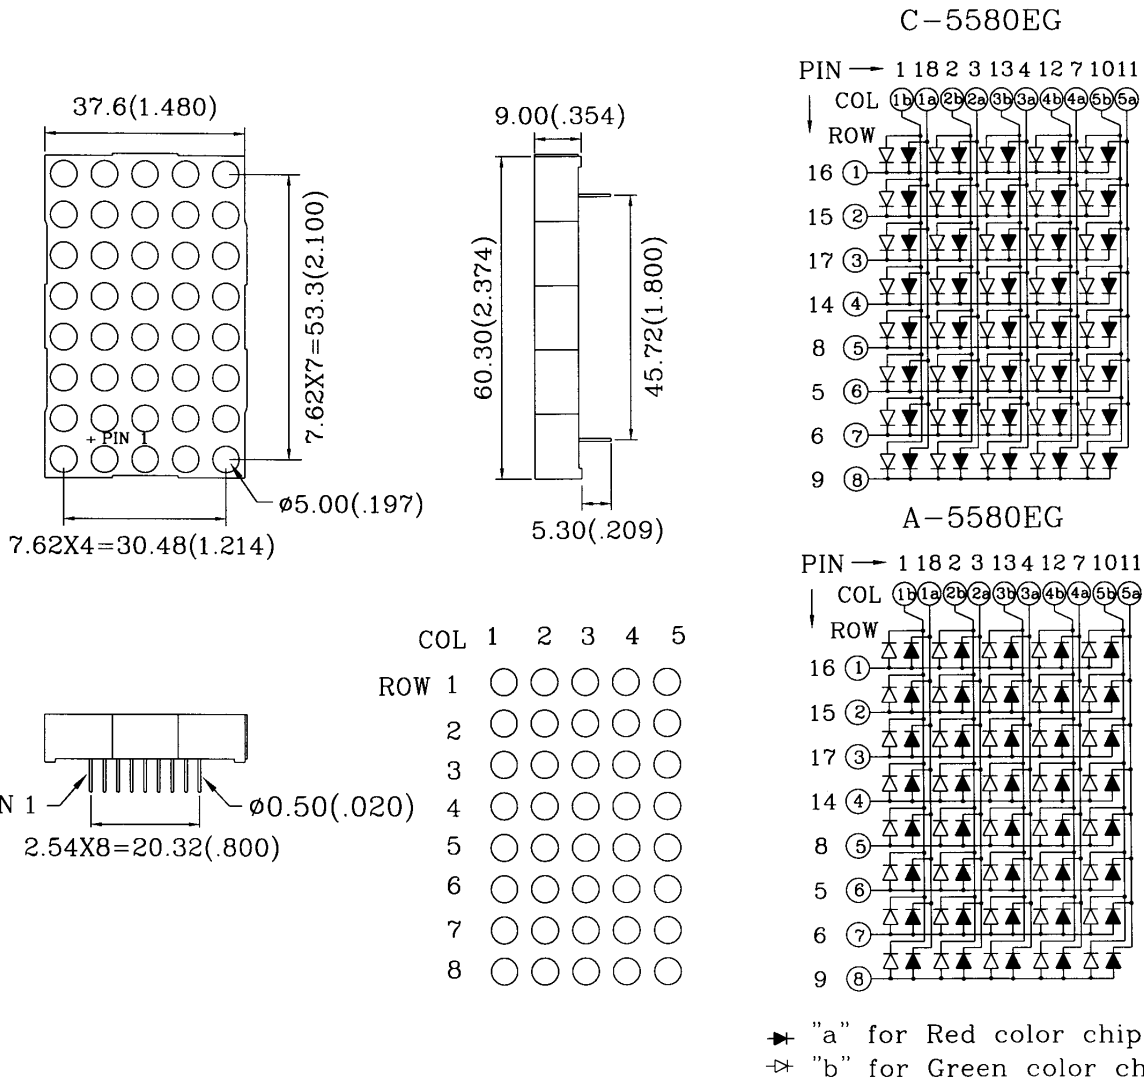 C-5580EG
PIN 1 18 2 3 13 4 12 7 10 11
COL 1b 1a 2b 2a 3b 3a 4b 4a 5b 5a
ROW
16 1
15 2
17 3
14 4
8 5
5 6
6 7
9 8
37.6(1.480)
7.62X7=53.3(2.100)
+ PIN 1
ø5.00(.197)
7.62X4=30.48(1.214)
9.00(.354)
60.30(2.374)
45.72(1.800)
5.30(.209)
A-5580EG
PIN 1 18 2 3 13 4 12 7 10 11
COL 1b 1a 2b 2a 3b 3a 4b 4a 5b 5a
ROW
16 1
15 2
17 3
14 4
8 5
5 6
6 7
9 8
N 1
ø0.50(.020)
2.54X8=20.32(.800)
COL 1 2 3 4 5
ROW 1
2
3
4
5
6
7
8
"a" for Red color chip
"b" for Green color ch